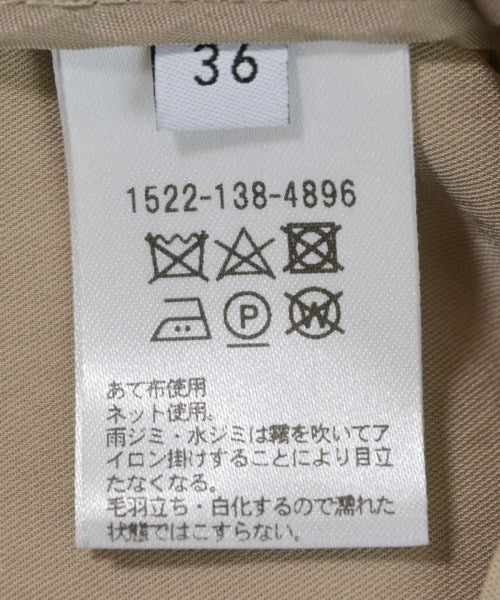 36
1522-138-4896
P
W
あて布使用
ネット使用。
雨ジミ・水ジミは霧を吹いてア
イロン掛けすることにより目立
たなくなる。
毛羽立ち・白化するので濡れた
状態ではこすらない。